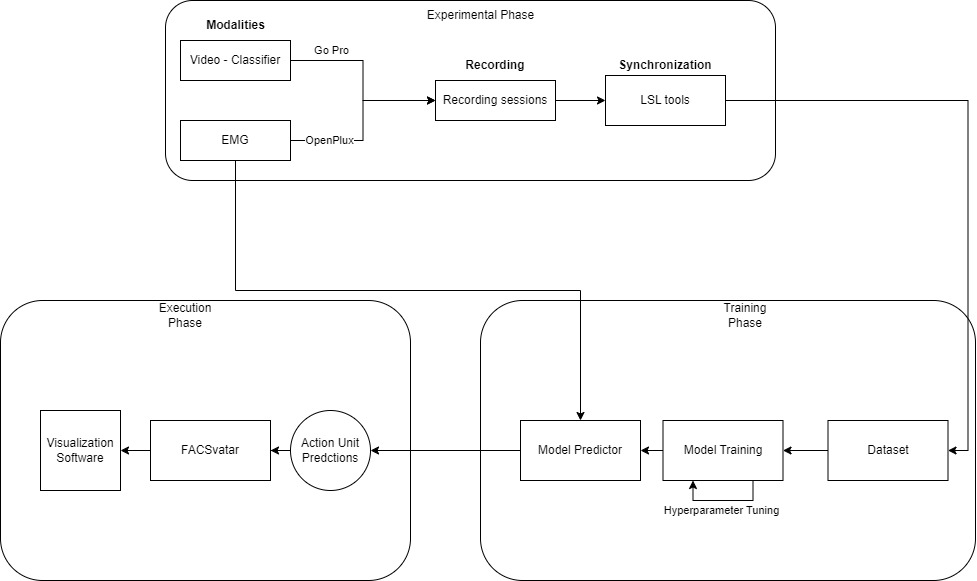 Experimental Phase
Modalities
Video - Classifier
Go Pro
Recording
Synchronization
Recording sessions
LSL tools
EMG
OpenPlux
Execution
Phase
Training
Phase
Visualization
Software
FACSvatar
Action Unit
Predctions
Model Predictor
Model Training
Dataset
Hyperparameter Tuning